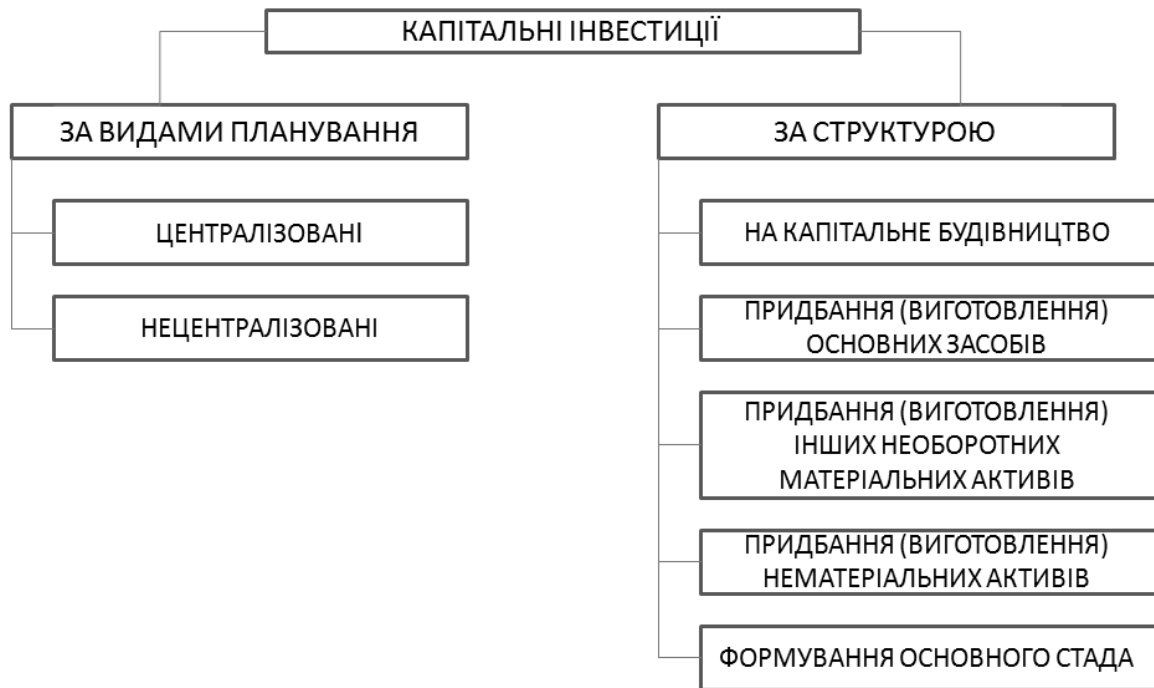 КАПІТАЛЬНІ ІНВЕСТИЦІЇ
ЗА ВИДАМИ ПЛАНУВАННЯ
ЦЕНТРАЛІЗОВАНІ
НЕЦЕНТРАЛІЗОВАНІ
ЗА СТРУКТУРОЮ
НА КАПІТАЛЬНЕ БУДІВНИЦТВО
ПРИДБАННЯ (ВИГОТОВЛЕННЯ)
ОСНОВНИХ ЗАСОБІВ
ПРИДБАННЯ (ВИГОТОВЛЕННЯ)
ІНШИХ НЕОБОРОТНИХ
МАТЕРІАЛЬНИХ АКТИВІВ
ПРИДБАННЯ (ВИГОТОВЛЕННЯ)
НЕМАТЕРІАЛЬНИХ АКТИВІВ
ФОРМУВАННЯ ОСНОВНОГО СТАДА